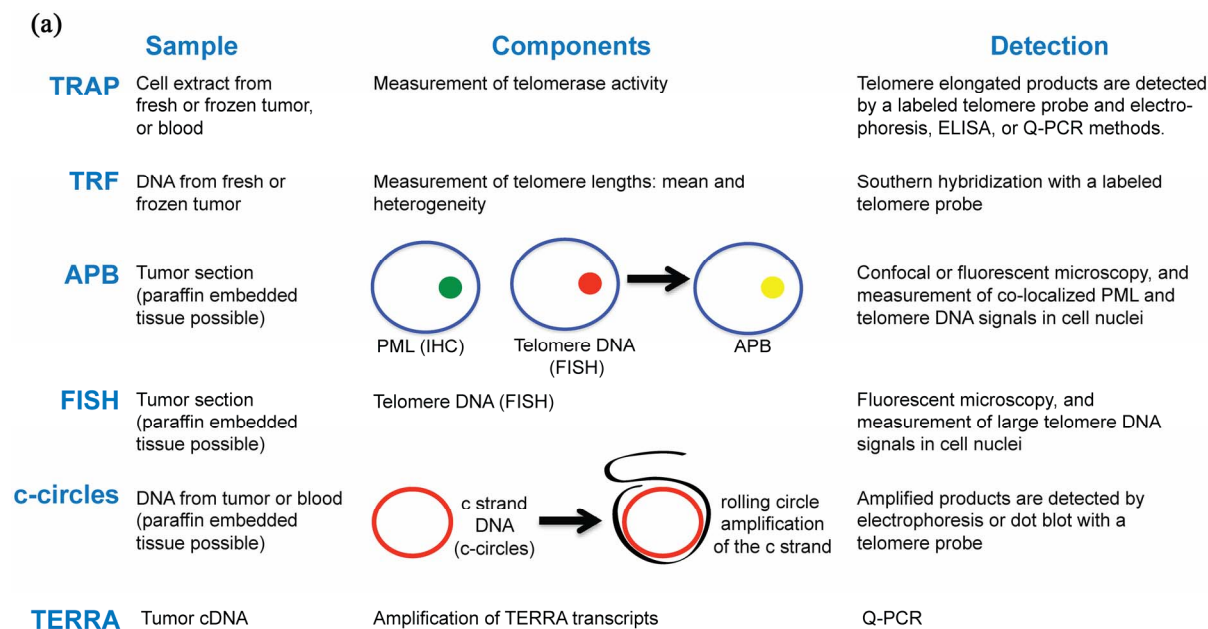 (a)
Sample Components Detection
TRAP Cell extract from Measurement of telomerase activity Telomere elongated products are detected
fresh or frozen tumor, by a labeled telomere probe and electro-
or blood phoresis, ELISA, or Q-PCR methods.
TRF DNA from fresh or Measurement of telomere lengths: mean and Southern hybridization with a labeled
frozen tumor heterogeneity telomere probe
APB Tumor section Confocal or fluorescent microscopy, and
(paraffin embedded measurement of co-localized PML and
tissue possible) telomere DNA signals in cell nuclei
PML (IHC) Telomere DNA APB
(FISH)
FISH Tumor section Telomere DNA (FISH) Fluorescent microscopy, and
(paraffin embedded measurement of large telomere DNA
tissue possible) signals in cell nuclei
c-circles DNA from tumor or blood c strand rolling circle Amplified products are detected by
(paraffin embedded DNA amplification electrophoresis or dot blot with a
tissue possible) (c-circles) of the c strand telomere probe
TERRA Tumor cDNA Amplification of TERRA transcripts Q-PCR